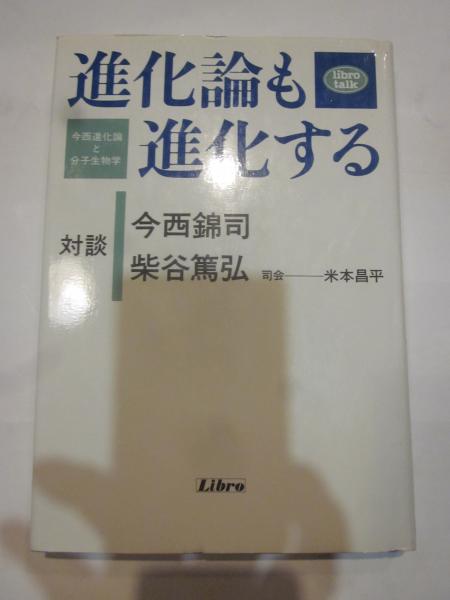 進化論も
libro
talk
今西進化論
と
分子生物学
進化する
対談
今西錦司
柴谷篤弘
司会——米本昌平
Libro